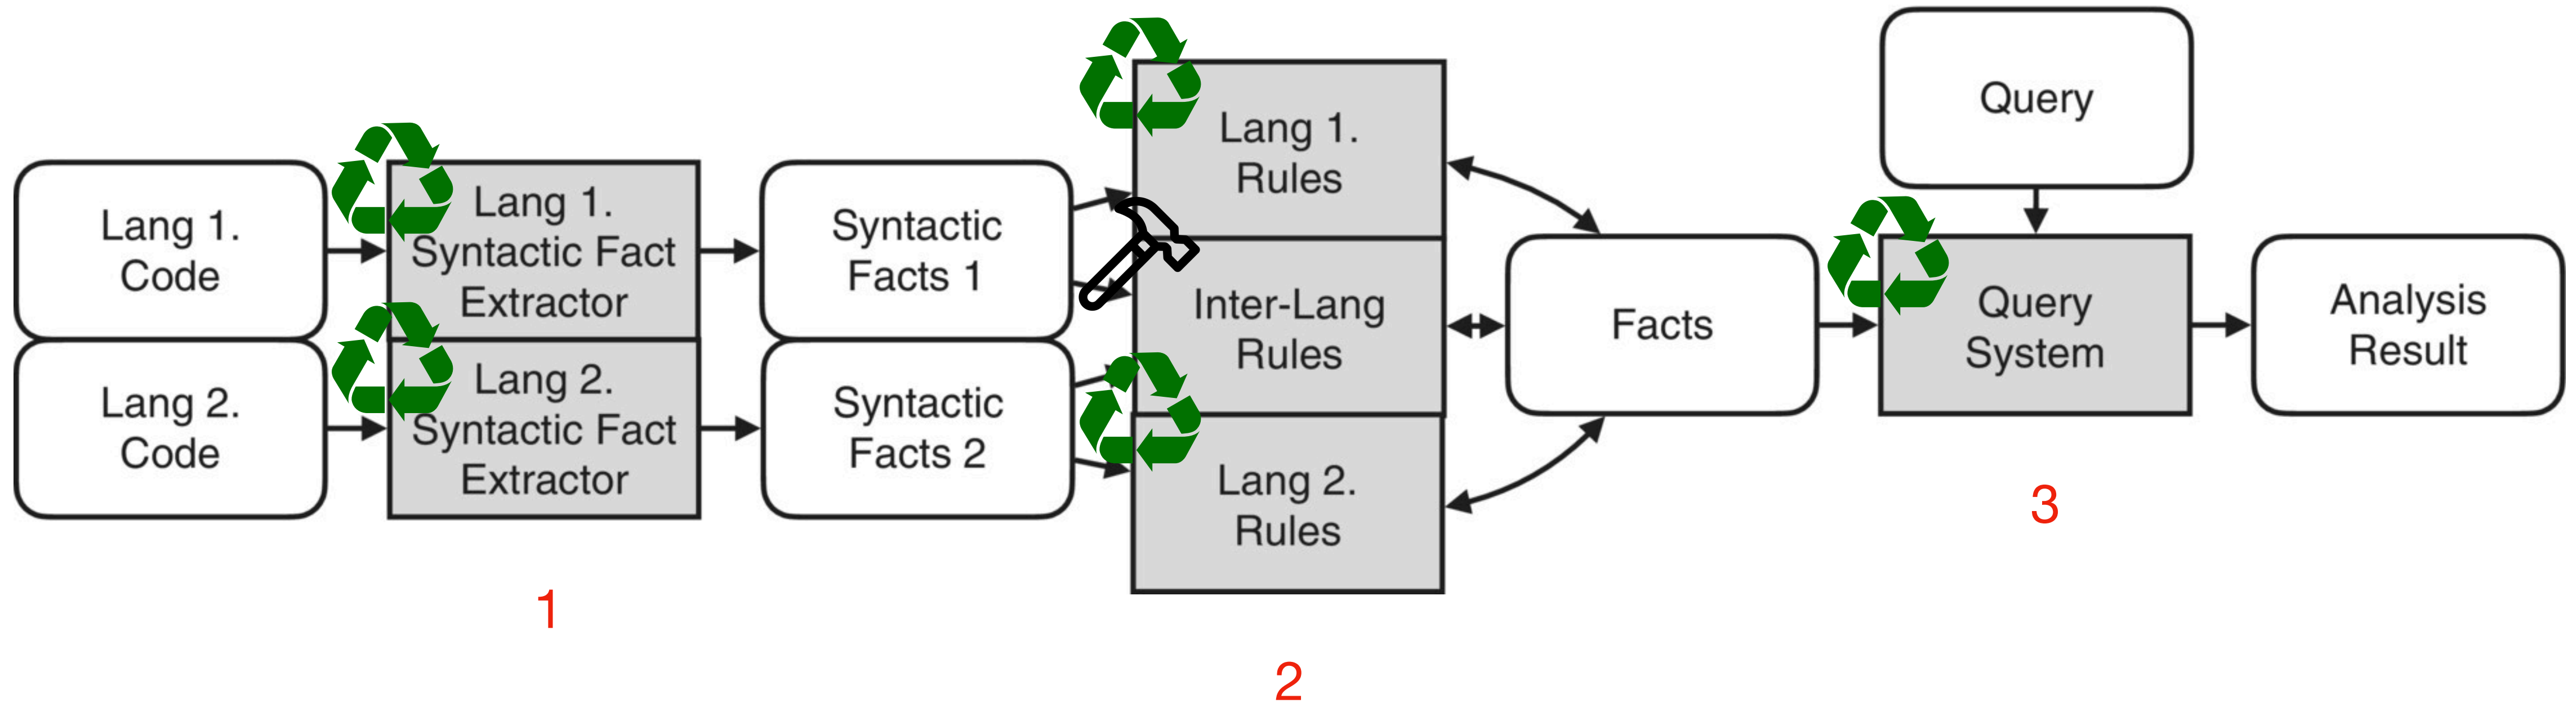 Lang 1.
Code
Lang 2.
Code
Lang 1.
Syntactic Fact
Extractor
Lang 2.
Syntactic Fact
Extractor
1
Syntactic
Facts 1
Syntactic
Facts 2
Lang 1.
Rules
Inter-Lang
Rules
Lang 2.
Rules
2
Facts
Query
Query
System
3
Analysis
Result